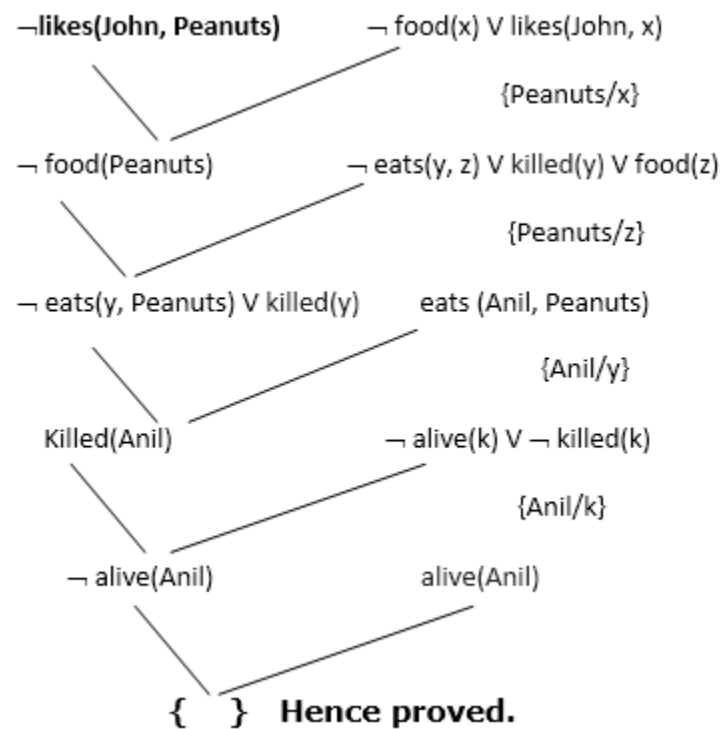 ¬likes(John, Peanuts) ¬ food(x) V likes(John, x)
{Peanuts/x}
¬ food(Peanuts) ¬ eats(y, z) V killed(y) V food(z)
{Peanuts/z}
¬ eats(y, Peanuts) V killed(y) eats (Anil, Peanuts)
{Anil/y}
Killed(Anil) ¬ alive(k) V ¬ killed(k)
{Anil/k}
¬ alive(Anil) alive(Anil)
{ } Hence proved.